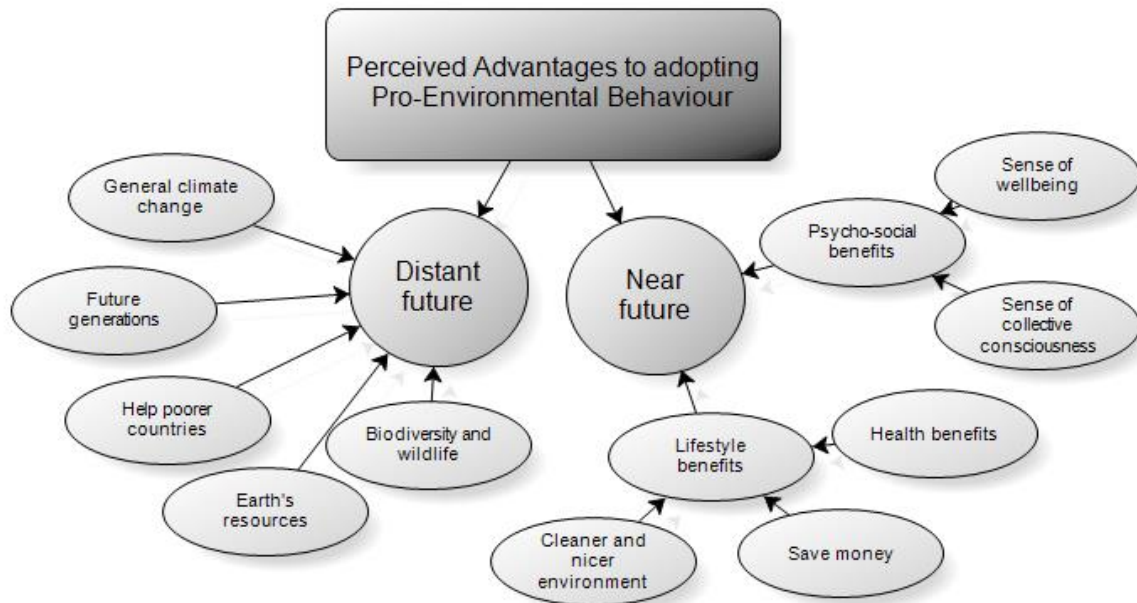 Perceived Advantages to adopting
Pro-Environmental Behaviour
General climate
change
Future
generations
Help poorer
countries
Earth's
resources
Biodiversity and
wildlife
Distant
future
Near
future
Psycho-social
benefits
Sense of
wellbeing
Sense of
collective
consciousness
Lifestyle
benefits
Health benefits
Save money
Cleaner and
nicer
environment